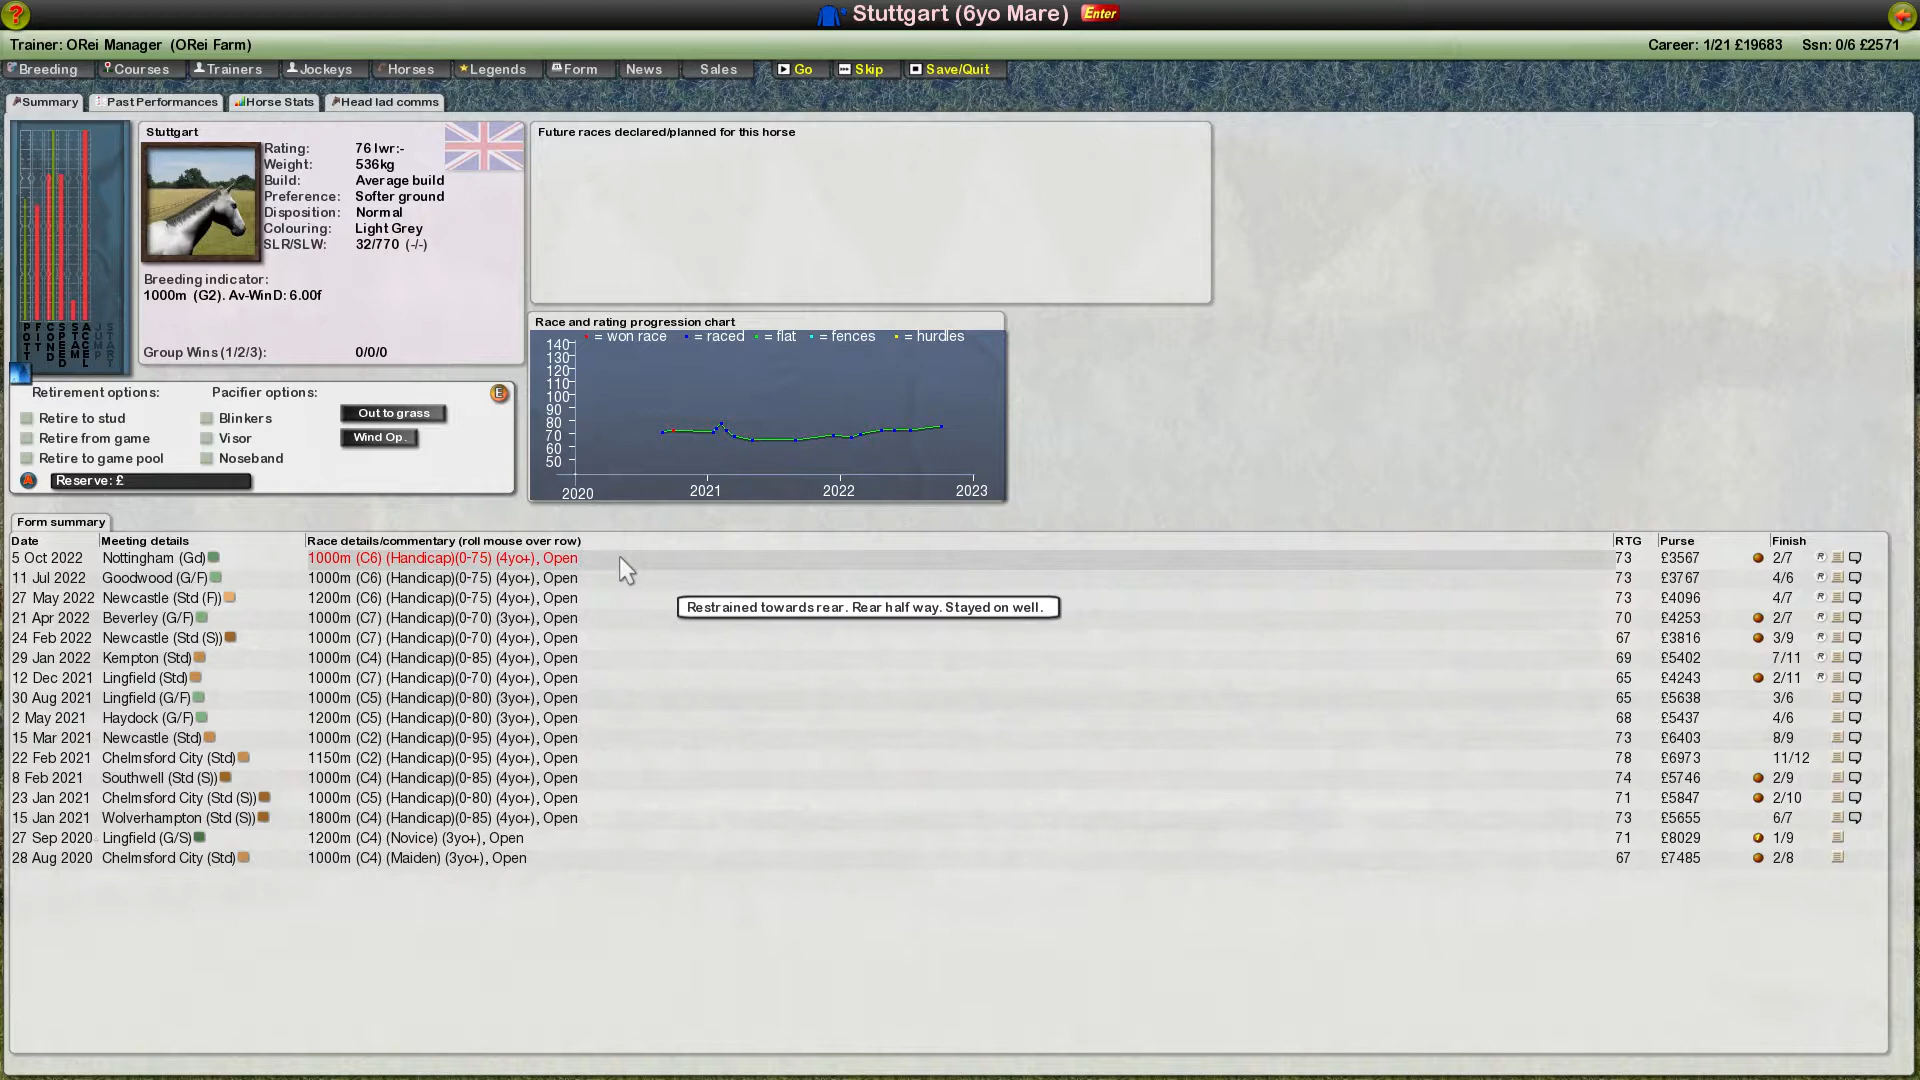 Stuttgart (6yo Mare) Enter
Trainer: ORei Manager (ORei Farm)
Career: 1/21 £19683 Ssn: 0/6 £2571
Breeding Courses Trainers Jockeys Horses Legends Form News Sales Go Skip Save/Quit
Summary Past Performances Horse Stats Head lad comms
Stuttgart
Rating: 76 lwr:-
Weight: 536kg
Build: Average build
Preference: Softer ground
Disposition: Normal
Colouring: Light Grey
SLR/SLW: 32/770 (-/-)
Breeding indicator:
1000m (G2). Av-WinD: 6.00f
Group Wins (1/2/3): 0/0/0
POTT FIT COND SPEED STAM ACCEL JUMP START
Future races declared/planned for this horse
Race and rating progression chart
= won race = raced = flat = fences = hurdles
140
130
120
110
100
90
80
70
60
50
2020 2021 2022 2023
Retirement options: Pacifier options: E
Retire to stud Blinkers Out to grass
Retire from game Visor Wind Op.
Retire to game pool Noseband
A Reserve: £
Form summary
Date Meeting details Race details/commentary (roll mouse over row) RTG Purse Finish
5 Oct 2022 Nottingham (Gd) 1000m (C6) (Handicap)(0-75) (4yo+), Open 73 £3567 2/7 R
11 Jul 2022 Goodwood (G/F) 1000m (C6) (Handicap)(0-75) (4yo+), Open 73 £3767 4/6 R
27 May 2022 Newcastle (Std (F)) 1200m (C6) (Handicap)(0-75) (4yo+), Open 73 £4096 4/7 R
Restrained towards rear. Rear half way. Stayed on well.
21 Apr 2022 Beverley (G/F) 1000m (C7) (Handicap)(0-70) (3yo+), Open 70 £4253 2/7 R
24 Feb 2022 Newcastle (Std (S)) 1000m (C7) (Handicap)(0-70) (4yo+), Open 67 £3816 3/9 R
29 Jan 2022 Kempton (Std) 1000m (C4) (Handicap)(0-85) (4yo+), Open 69 £5402 7/11 R
12 Dec 2021 Lingfield (Std) 1000m (C7) (Handicap)(0-70) (4yo+), Open 65 £4243 2/11 R
30 Aug 2021 Lingfield (G/F) 1000m (C5) (Handicap)(0-80) (3yo+), Open 65 £5638 3/6
2 May 2021 Haydock (G/F) 1200m (C5) (Handicap)(0-80) (3yo+), Open 68 £5437 4/6
15 Mar 2021 Newcastle (Std) 1000m (C2) (Handicap)(0-95) (4yo+), Open 73 £6403 8/9
22 Feb 2021 Chelmsford City (Std) 1150m (C2) (Handicap)(0-95) (4yo+), Open 78 £6973 11/12
8 Feb 2021 Southwell (Std (S)) 1000m (C4) (Handicap)(0-85) (4yo+), Open 74 £5746 2/9
23 Jan 2021 Chelmsford City (Std (S)) 1000m (C5) (Handicap)(0-80) (4yo+), Open 71 £5847 2/10
15 Jan 2021 Wolverhampton (Std (S)) 1800m (C4) (Handicap)(0-85) (4yo+), Open 73 £5655 6/7
27 Sep 2020 Lingfield (G/S) 1200m (C4) (Novice) (3yo+), Open 71 £8029 1/9
28 Aug 2020 Chelmsford City (Std) 1000m (C4) (Maiden) (3yo+), Open 67 £7485 2/8